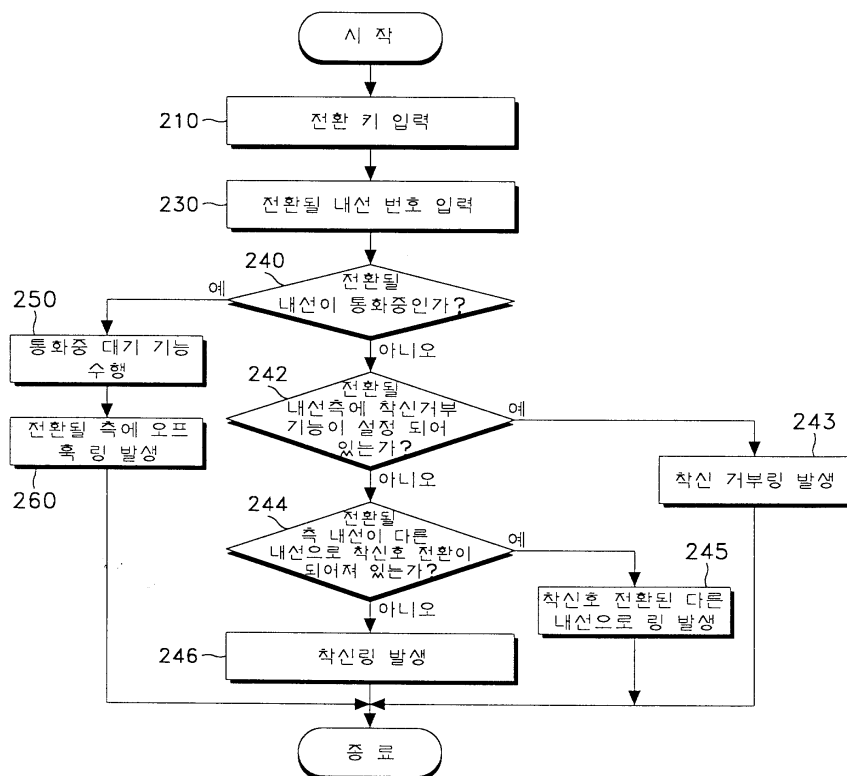 시 작
210
전환 키 입력
230
전환될 내선 번호 입력
240
전환될
내선이 통화중인가?
예
아니오
250
통화중 대기 기능
수행
전환될 측에 오프
훅 링 발생
260
242
전환될
내선측에 착신거부
기능이 설정 되어
있는가?
예
아니오
243
착신 거부링 발생
244
전환될
측 내선이 다른
내선으로 착신호 전환이
되어져 있는가?
예
아니오
245
착신호 전환된 다른
내선으로 링 발생
246
착신링 발생
종 료